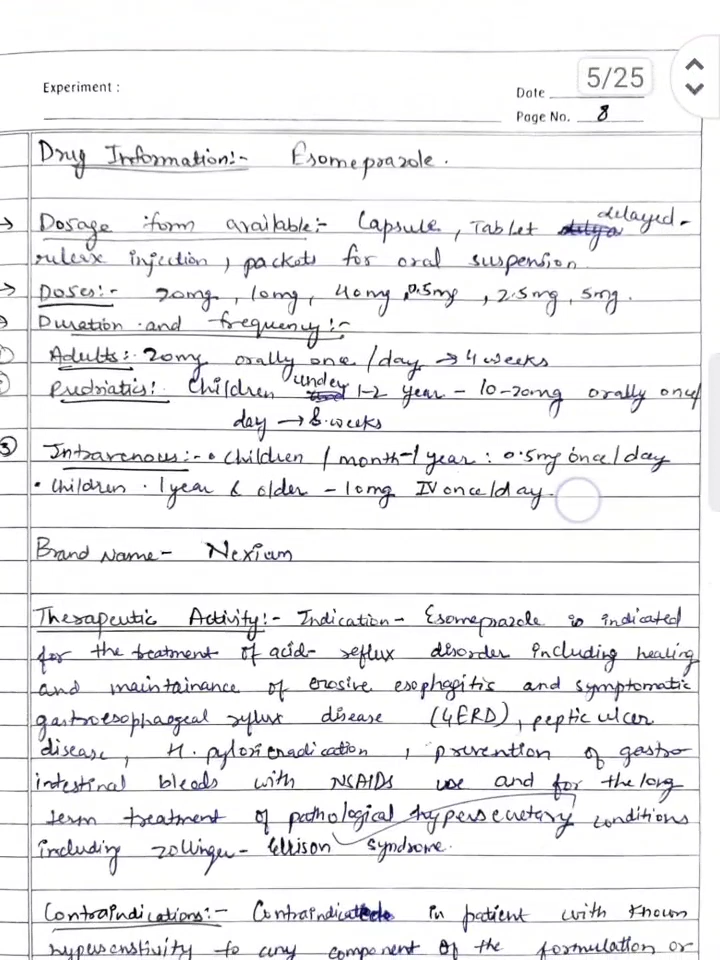 5/25
Experiment :
Date
Page No. 8
Drug Information:- Esomeprazole.
→ Dosage form available:- Capsule, Tablet delayed-
release injection, packets for oral suspension
→ Doses:- 20mg, 10mg, 40mg, 0.5mg, 2.5mg, 5mg.
→ Duration and frequency:-
Adults:- 20mg orally once/day → 4 weeks
Pediatrics:- Children under 1-2 year - 10-20mg orally once/
day → 8 weeks
③ Intravenous:- • Children 1 month-1 year: 0.5mg once/day
• Children 1 year & older - 10mg IV once/day.
Brand Name- Nexium
Therapeutic Activity:- Indication- Esomeprazole is indicated
for the treatment of acid- reflux disorder including healing
and maintainance of erosive esophagitis and symptomatic
gastroesophageal reflux disease (GERD), peptic ulcer
disease, H. pylori eradication, prevention of gastro
intestinal bleeds with NSAIDs use and for the long
term treatment of pathological hypersecretary conditions
including zollinger- Ellison syndrome.
Contraindications:- Contraindicated in patient with known
hypersenstivity to any component of the formulation or